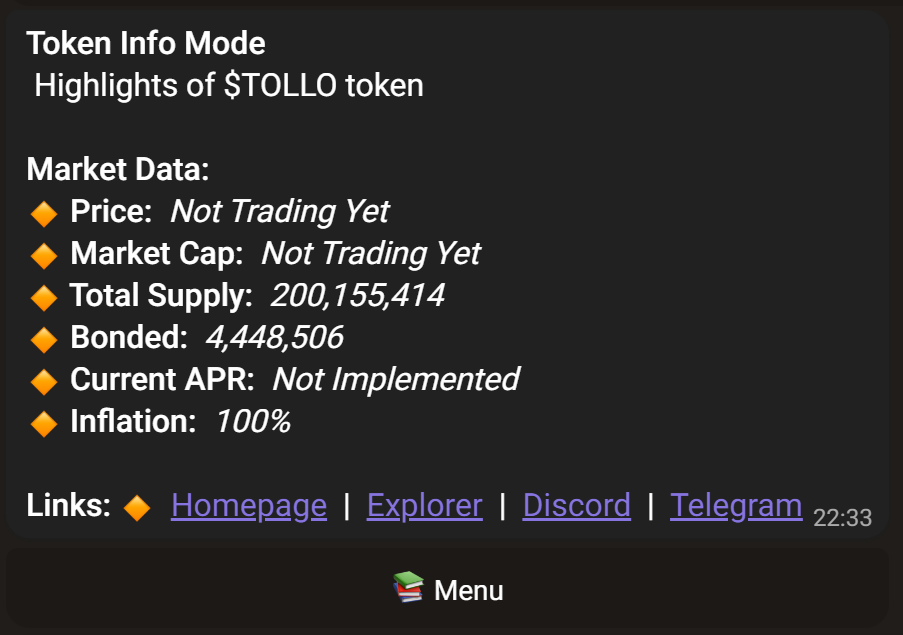 Token Info Mode
Highlights of $TOLLO token
Market Data:
🔸 Price: Not Trading Yet
🔸 Market Cap: Not Trading Yet
🔸 Total Supply: 200,155,414
🔸 Bonded: 4,448,506
🔸 Current APR: Not Implemented
🔸 Inflation: 100%
Links: 🔸 Homepage | Explorer | Discord | Telegram 22:33
📚 Menu